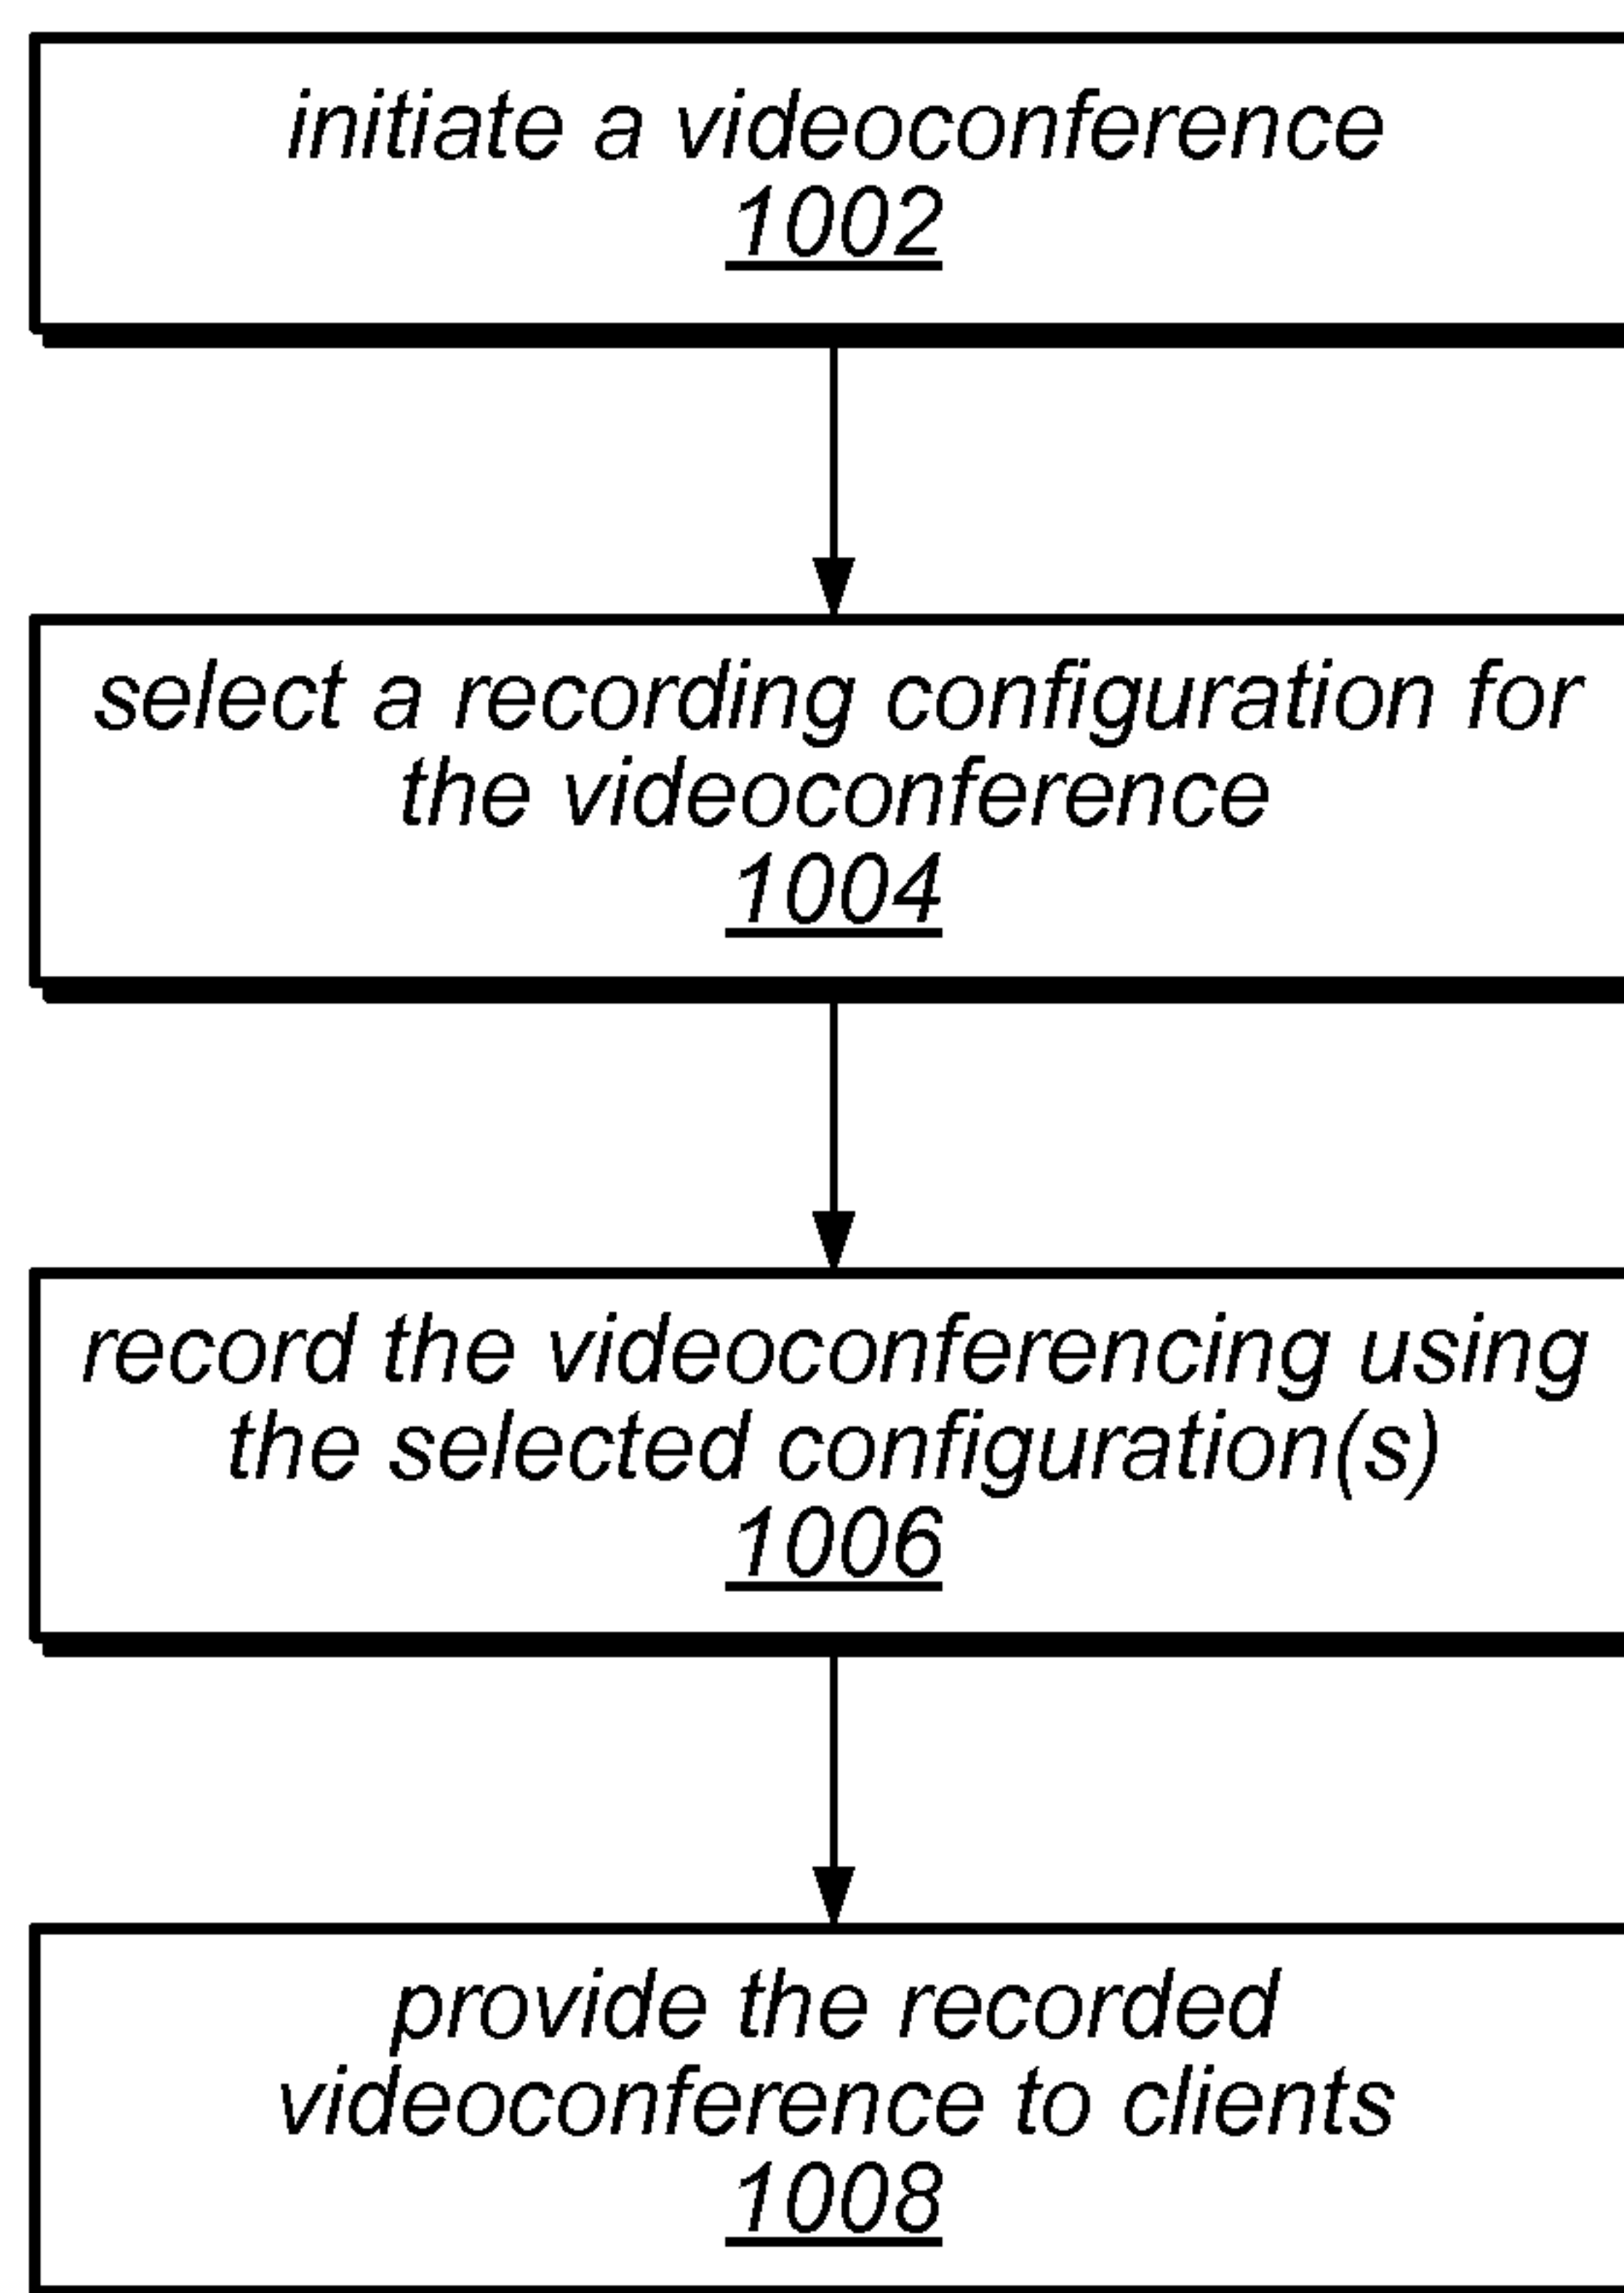 initiate a videoconference
1002
select a recording configuration for
the videoconference
1004
record the videoconferencing using
the selected configuration(s)
1006
provide the recorded
videoconference to clients
1008